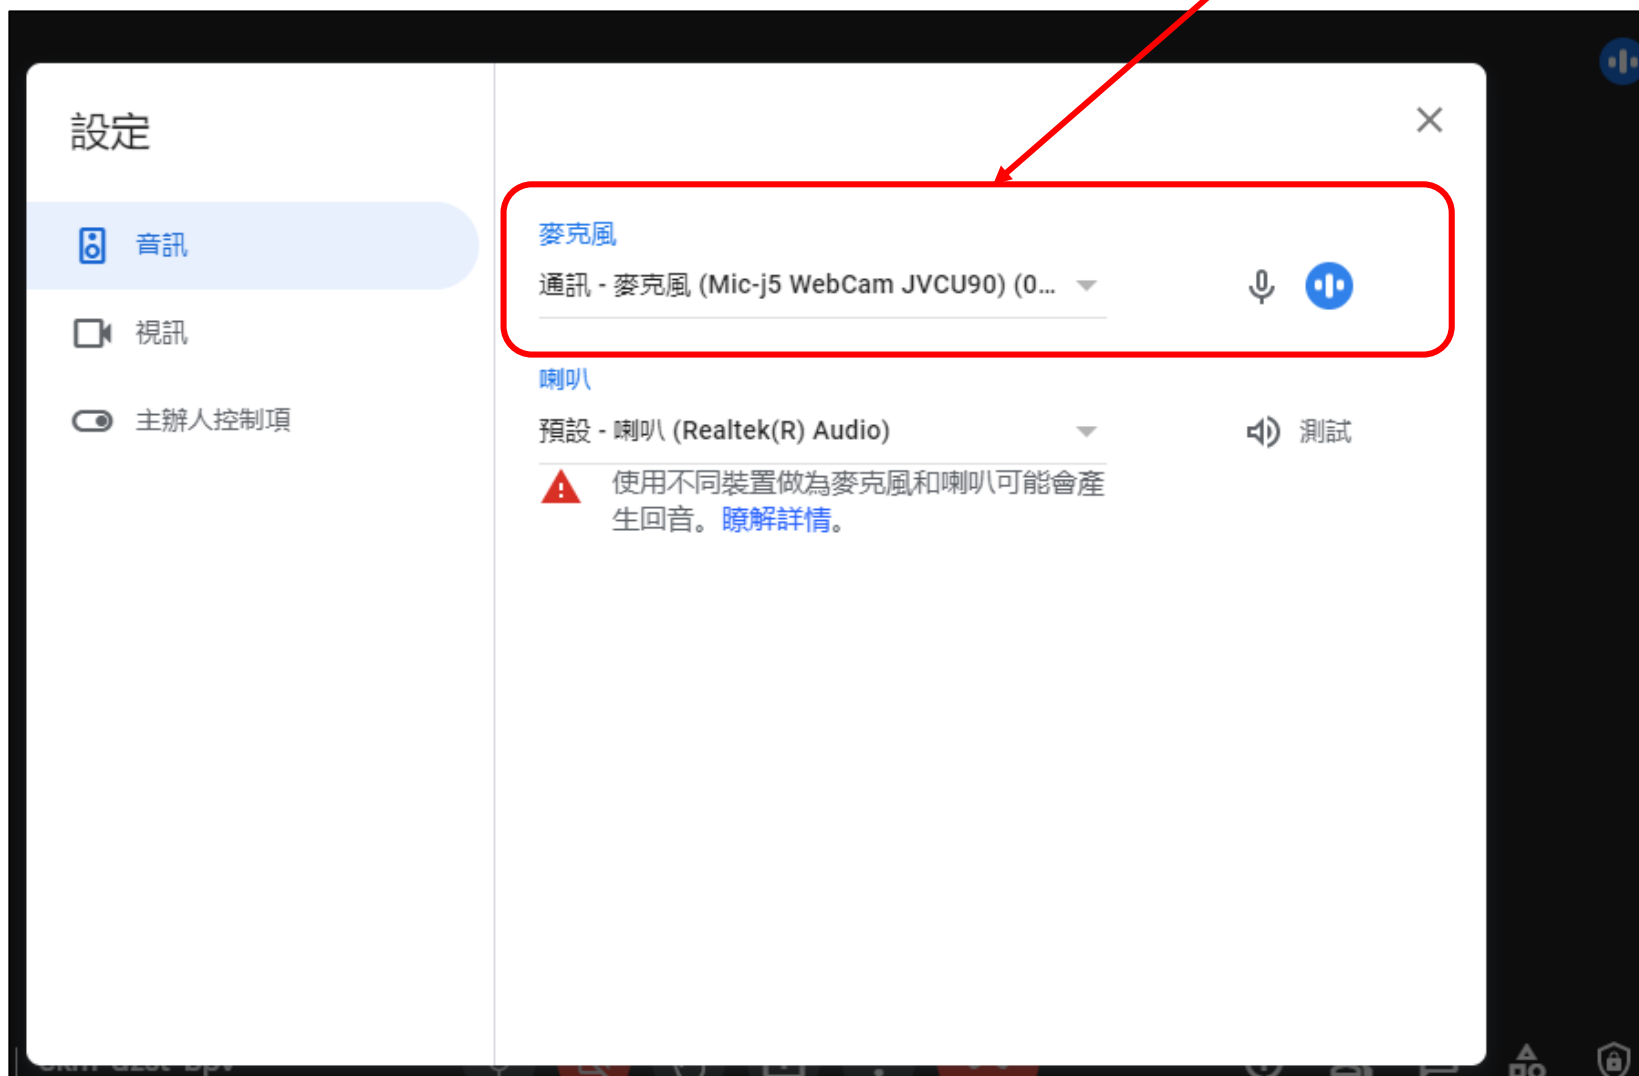 設定
音訊
視訊
主辦人控制項
麥克風
通訊 - 麥克風 (Mic-j5 WebCam JVCU90) (0...
喇叭
預設 - 喇叭 (Realtek(R) Audio)
測試
使用不同裝置做為麥克風和喇叭可能會產
生回音。瞭解詳情。